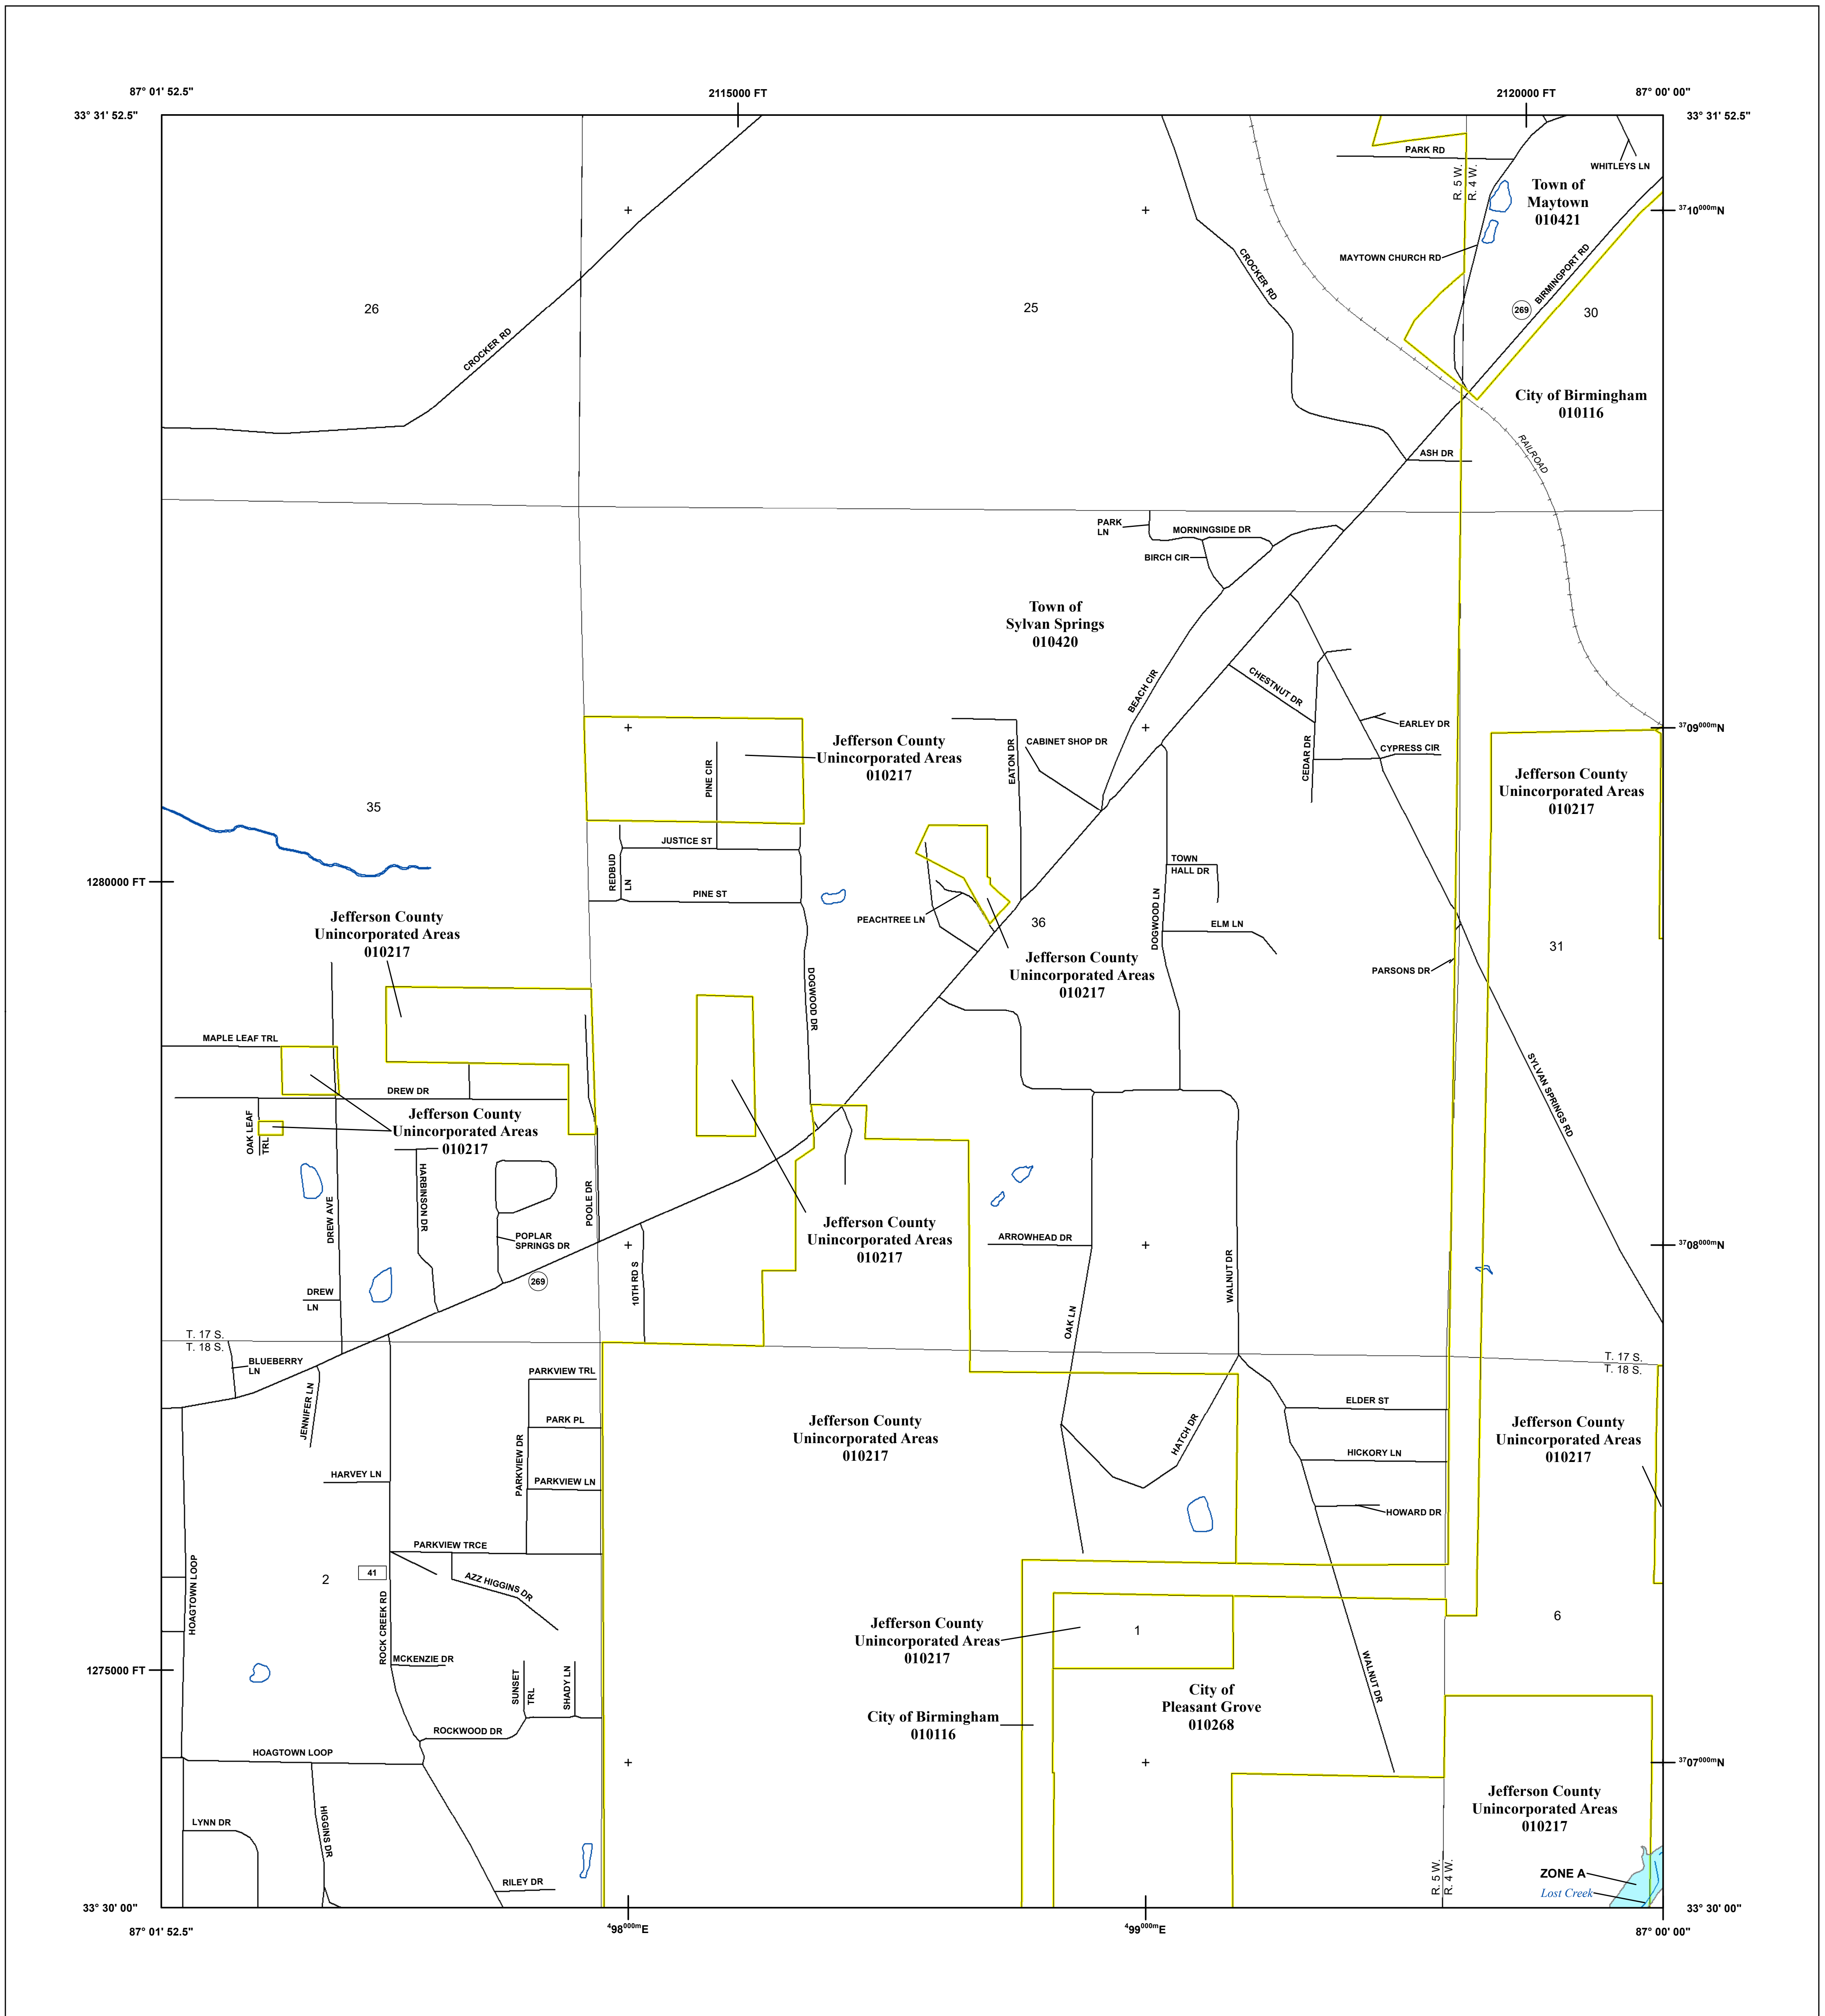 87° 01' 52.5"
2115000 FT
2120000 FT
87° 00' 00"
33° 31' 52.5"
33° 31' 52.5"
PARK RD
WHITLEYS LN
R. 5 W.
R. 4 W.
Town of
Maytown
010421
3710000mN
MAYTOWN CHURCH RD
CROCKER RD
BIRMINGPORT RD
269
26
25
30
CROCKER RD
City of Birmingham
010116
RAILROAD
ASH DR
PARK
LN
MORNINGSIDE DR
BIRCH CIR
Town of
Sylvan Springs
010420
BEACH CIR
CHESTNUT DR
EARLEY DR
CYPRESS CIR
CEDAR DR
3709000mN
Jefferson County
Unincorporated Areas
010217
PINE CIR
EATON DR
CABINET SHOP DR
Jefferson County
Unincorporated Areas
010217
35
JUSTICE ST
REDBUD
LN
PINE ST
TOWN
HALL DR
1280000 FT
PEACHTREE LN
36
DOGWOOD LN
ELM LN
31
Jefferson County
Unincorporated Areas
010217
Jefferson County
Unincorporated Areas
010217
PARSONS DR
DOGWOOD DR
MAPLE LEAF TRL
DREW DR
SYLVAN SPRINGS RD
OAK LEAF
TRL
Jefferson County
Unincorporated Areas
010217
HARBINSON DR
DREW AVE
POOLE DR
POPLAR
SPRINGS DR
Jefferson County
Unincorporated Areas
010217
ARROWHEAD DR
WALNUT DR
3708000mN
269
10TH RD S
DREW
LN
OAK LN
T. 17 S.
T. 18 S.
T. 17 S.
T. 18 S.
BLUEBERRY
LN
JENNIFER LN
PARKVIEW TRL
PARK PL
PARKVIEW DR
PARKVIEW LN
HARVEY LN
Jefferson County
Unincorporated Areas
010217
HATCH DR
ELDER ST
HICKORY LN
HOWARD DR
Jefferson County
Unincorporated Areas
010217
PARKVIEW TRCE
2
41
AZZ HIGGINS DR
HOAGTOWN LOOP
ROCK CREEK RD
Jefferson County
Unincorporated Areas
010217
1
6
MCKENZIE DR
1275000 FT
SUNSET
TRL
SHADY LN
WALNUT DR
City of
Pleasant Grove
010268
City of Birmingham
010116
ROCKWOOD DR
HOAGTOWN LOOP
3707000mN
Jefferson County
Unincorporated Areas
010217
LYNN DR
HIGGINS DR
RILEY DR
R. 5 W.
R. 4 W.
ZONE A
Lost Creek
33° 30' 00"
33° 30' 00"
87° 01' 52.5"
498000mE
499000mE
87° 00' 00"